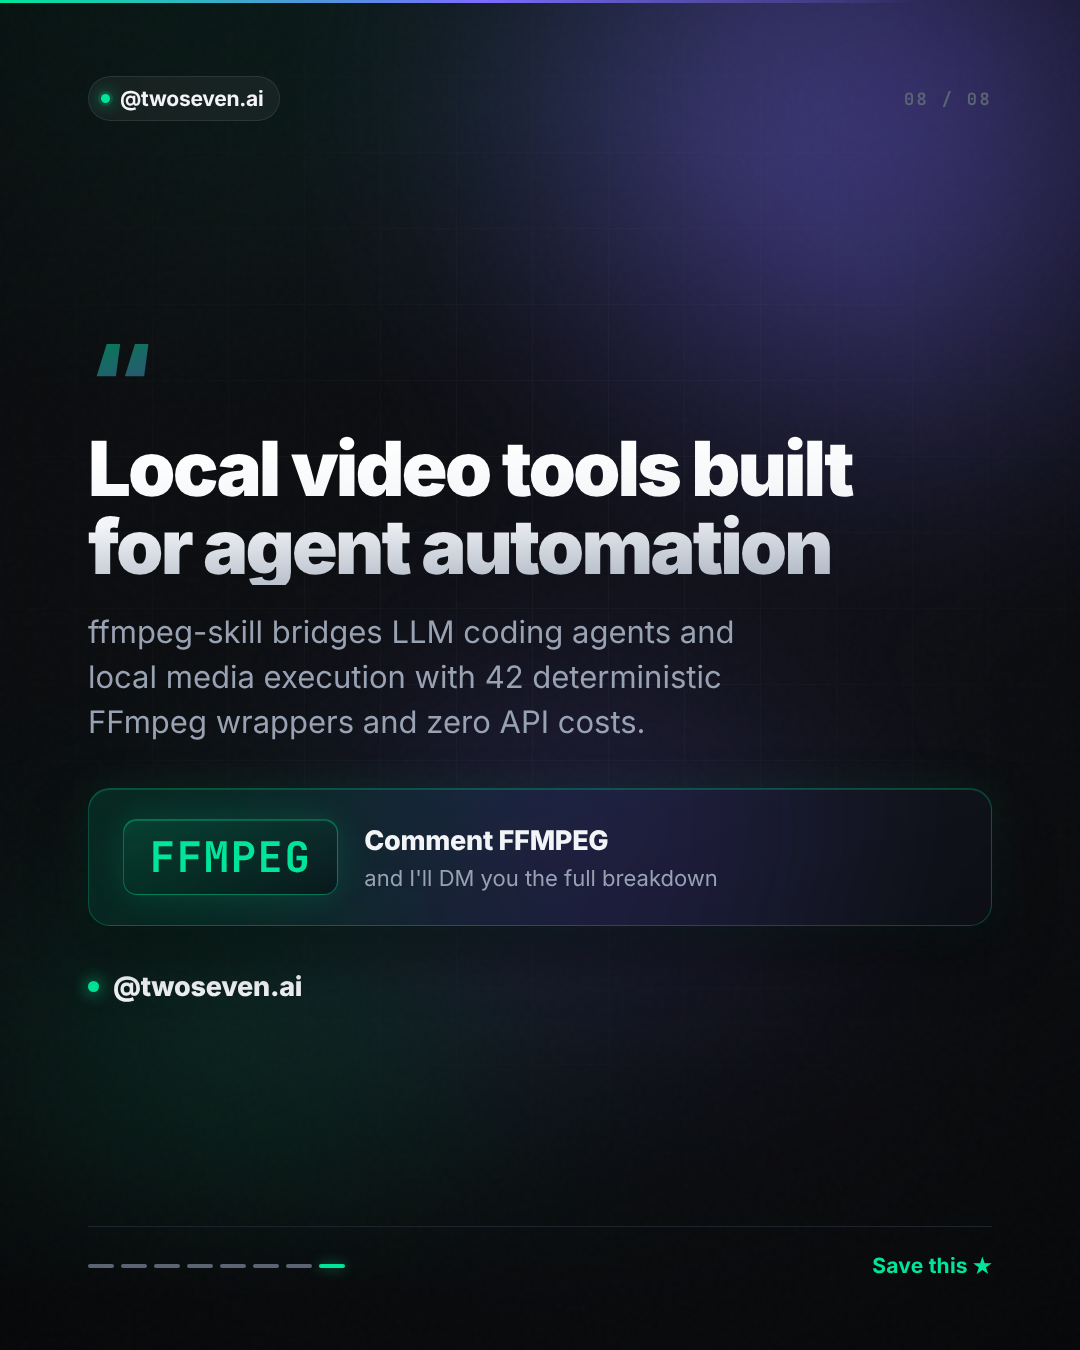 @twoseven.ai
08 / 08
“
Local video tools built
for agent automation
ffmpeg-skill bridges LLM coding agents and
local media execution with 42 deterministic
FFmpeg wrappers and zero API costs.
FFMPEG
Comment FFMPEG
and I'll DM you the full breakdown
@twoseven.ai
Save this ★